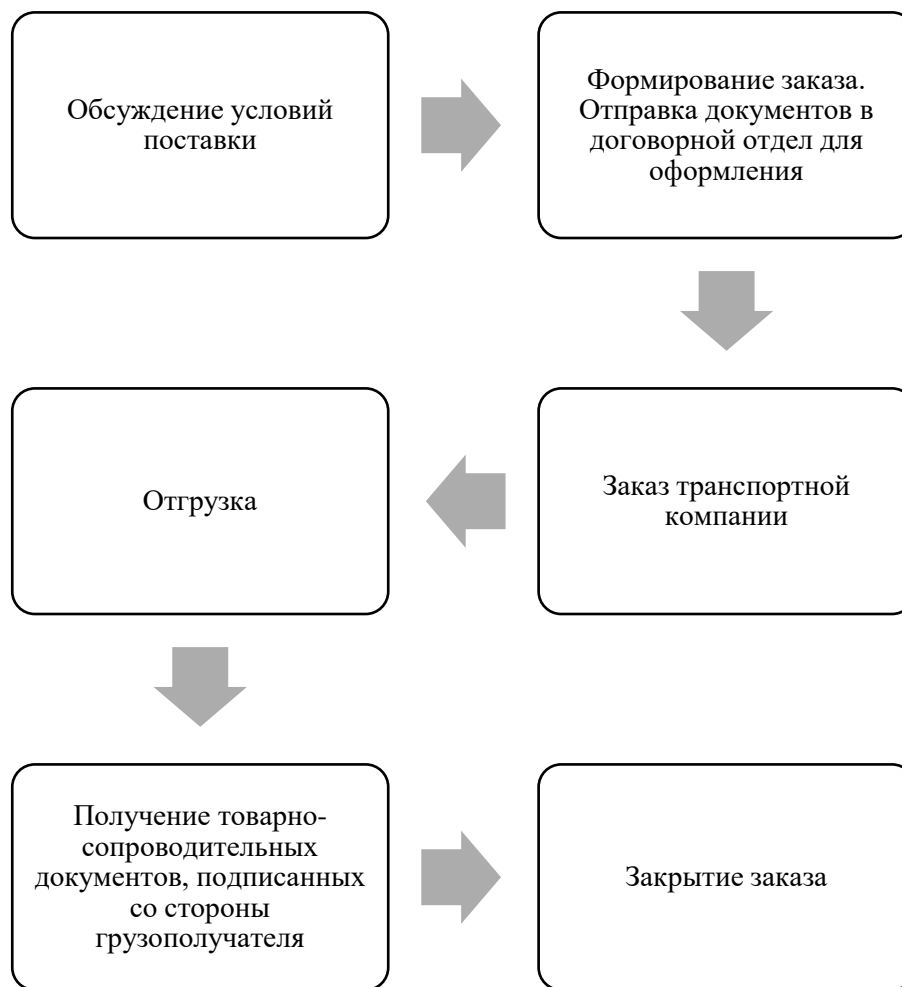 Обсуждение условий
поставки
Формирование заказа.
Отправка документов в
договорной отдел для
оформления
Заказ транспортной
компании
Отгрузка
Получение товарно-
сопроводительных
документов, подписанных
со стороны
грузополучателя
Закрытие заказа